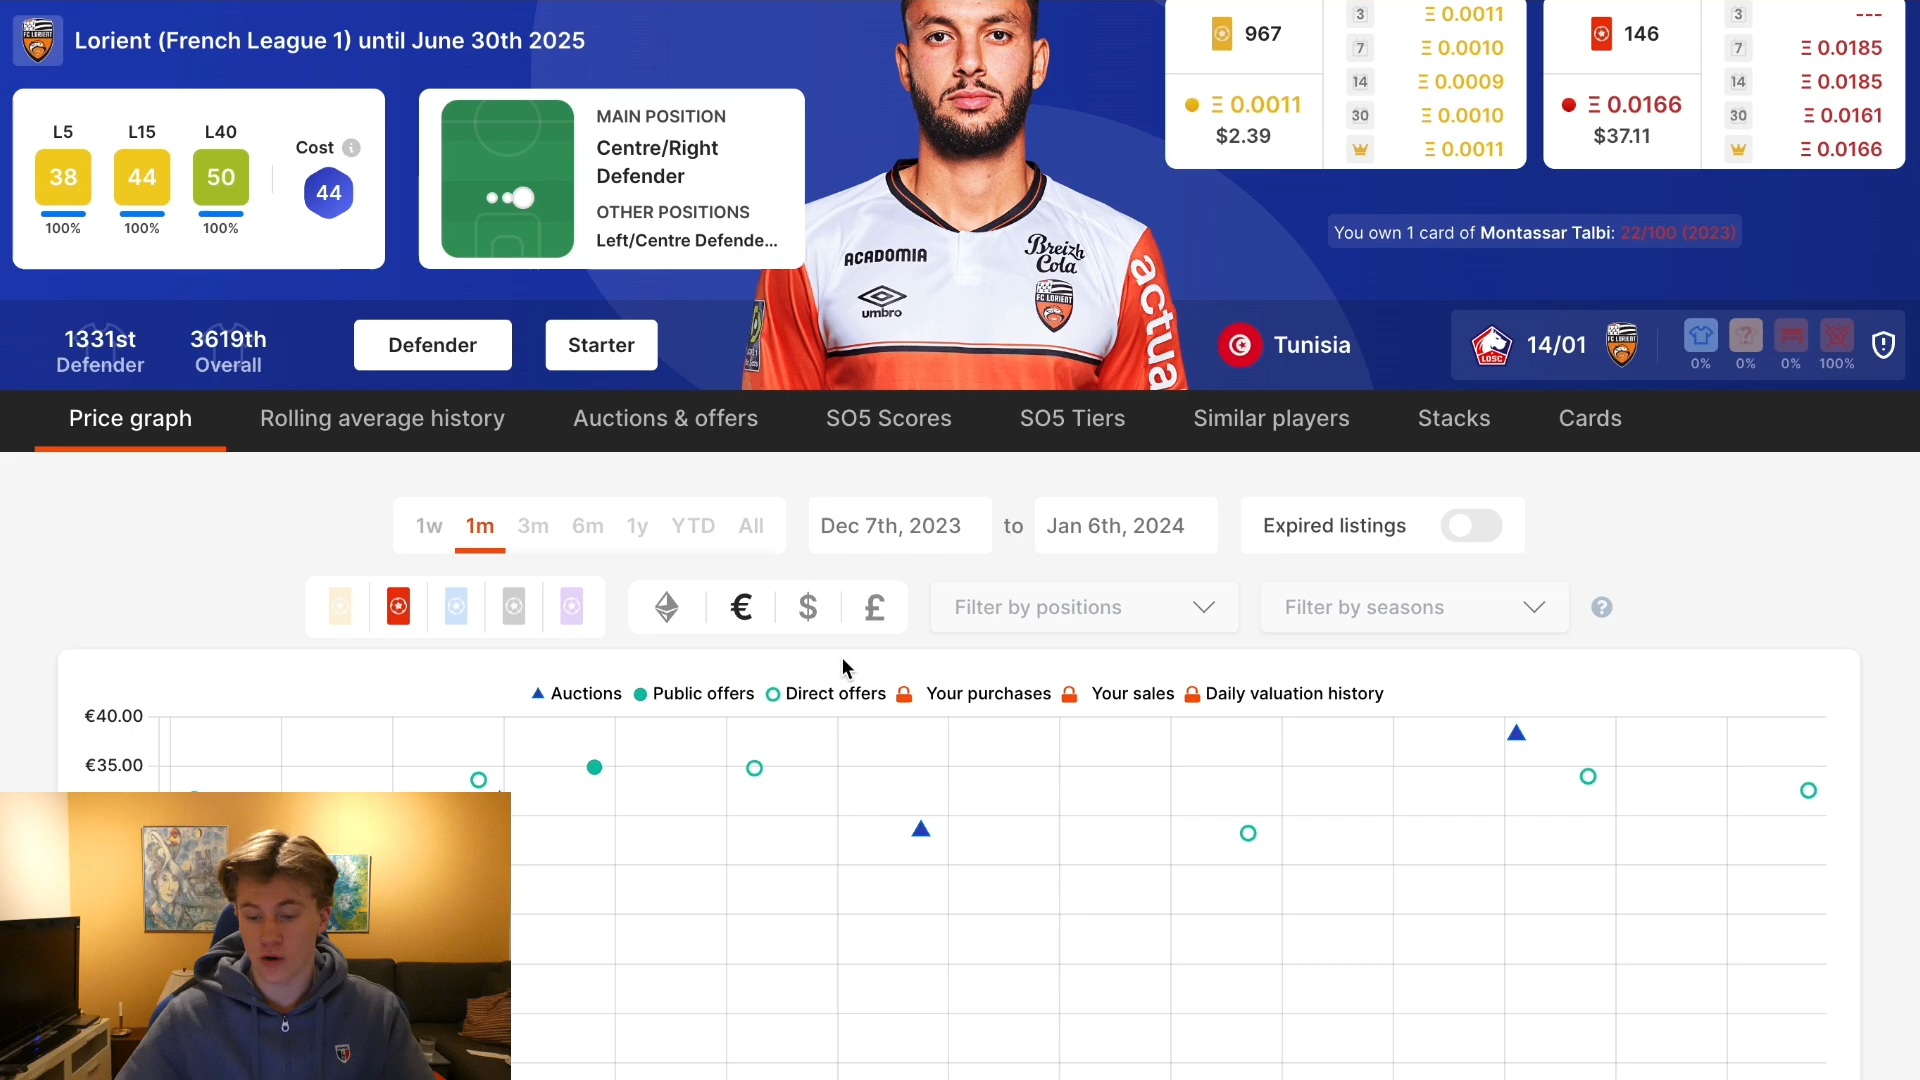 Lorient (French League 1) until June 30th 2025
L5
L15
L40
Cost
38
44
50
44
100%
100%
100%
MAIN POSITION
Centre/Right
Defender
OTHER POSITIONS
Left/Centre Defende...
967
Ξ 0.0011
$2.39
3
Ξ 0.0011
7
Ξ 0.0010
14
Ξ 0.0009
30
Ξ 0.0010
Ξ 0.0011
146
Ξ 0.0166
$37.11
3
---
7
Ξ 0.0185
14
Ξ 0.0185
30
Ξ 0.0161
Ξ 0.0166
You own 1 card of Montassar Talbi: 22/100 (2023)
ACADOMIA
Breizh
Cola
umbro
FC LORIENT
actua
1331st
Defender
3619th
Overall
Defender
Starter
Tunisia
LOSC
14/01
FC LORIENT
0%
0%
0%
100%
Price graph
Rolling average history
Auctions & offers
SO5 Scores
SO5 Tiers
Similar players
Stacks
Cards
1w
1m
3m
6m
1y
YTD
All
Dec 7th, 2023
to
Jan 6th, 2024
Expired listings
€
$
£
Filter by positions
Filter by seasons
?
Auctions
Public offers
Direct offers
Your purchases
Your sales
Daily valuation history
€40.00
€35.00